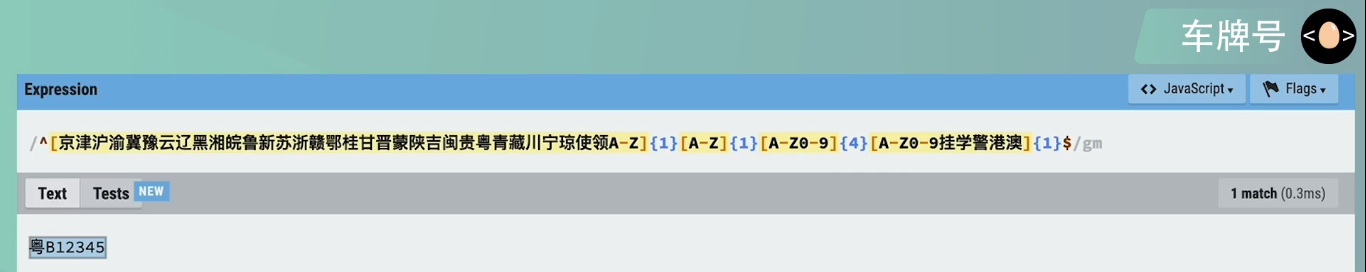 车牌号
< >
Expression
<> JavaScript ▾
Flags ▾
/^[京津沪渝冀豫云辽黑湘皖鲁新苏浙赣鄂桂甘晋蒙陕吉闽贵粤青藏川宁琼使领A-Z]{1}[A-Z]{1}[A-Z0-9]{4}[A-Z0-9挂学警港澳]{1}$/gm
Text
Tests NEW
1 match (0.3ms)
粤B12345